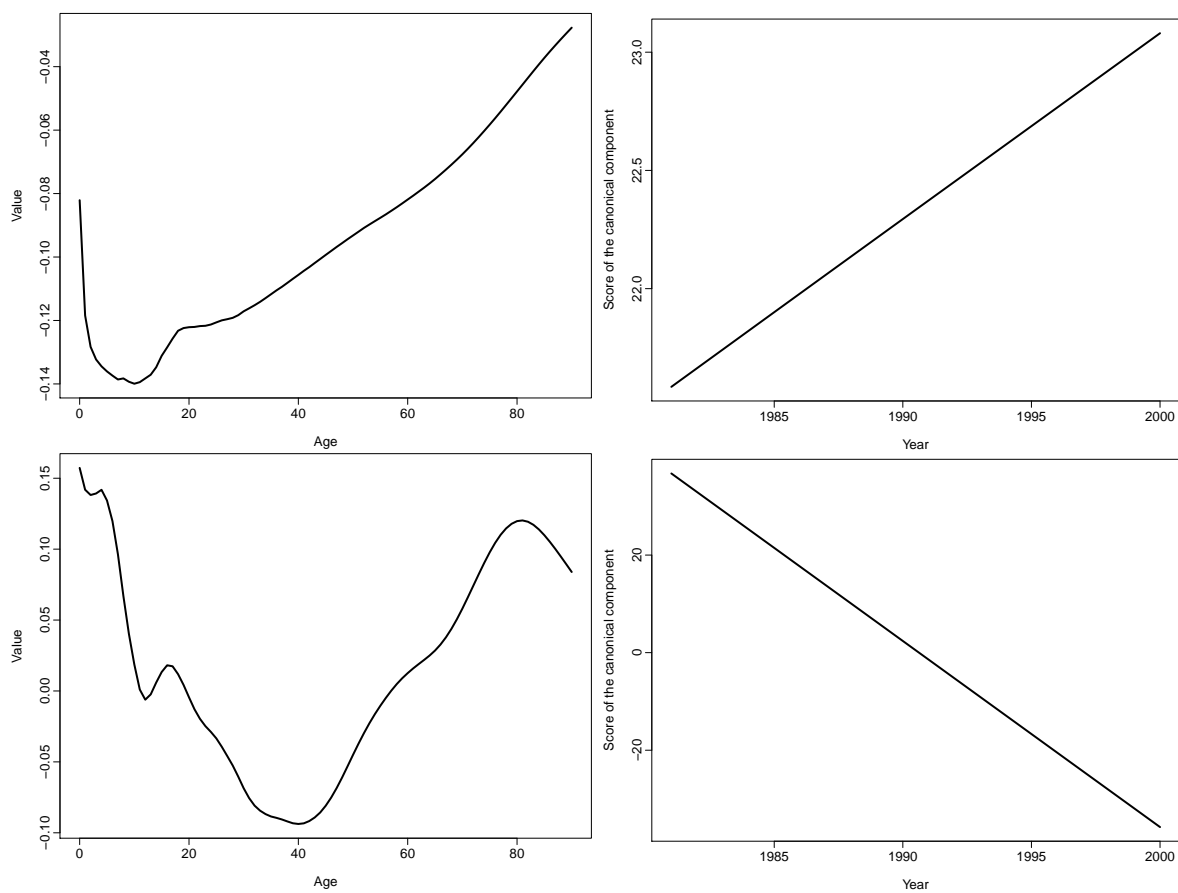 −0.04
−0.06
−0.08
−0.10
−0.12
−0.14
Value
0 20 40 60 80
Age
23.0
22.5
22.0
Score of the canonical component
1985 1990 1995 2000
Year
0.15
0.10
0.05
0.00
−0.05
−0.10
Value
0 20 40 60 80
Age
20
0
−20
Score of the canonical component
1985 1990 1995 2000
Year